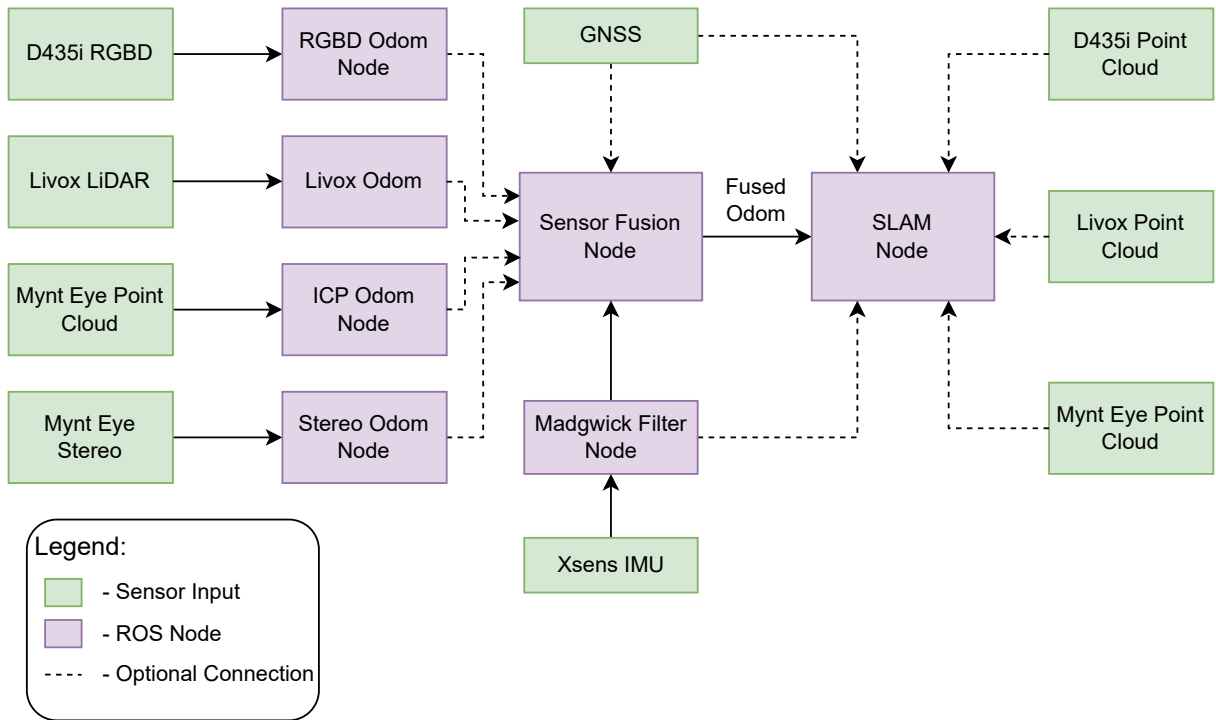 D435i RGBD
RGBD Odom
Node
GNSS
D435i Point
Cloud
Livox LiDAR
Livox Odom
Sensor Fusion
Node
Fused
Odom
SLAM
Node
Livox Point
Cloud
Mynt Eye Point
Cloud
ICP Odom
Node
Mynt Eye
Stereo
Stereo Odom
Node
Madgwick Filter
Node
Mynt Eye Point
Cloud
Xsens IMU
Legend:
- Sensor Input
- ROS Node
- Optional Connection